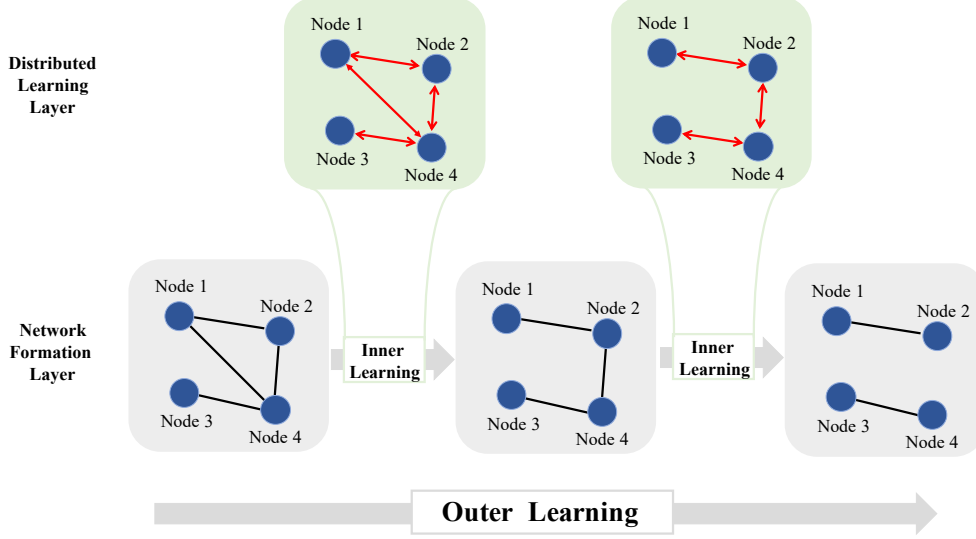 Distributed
Learning
Layer
Node 1
Node 2
Node 3
Node 4
Node 1
Node 2
Node 3
Node 4
Network
Formation
Layer
Node 1
Node 2
Node 3
Node 4
Inner
Learning
Node 1
Node 2
Node 3
Node 4
Inner
Learning
Node 1
Node 2
Node 3
Node 4
Outer Learning